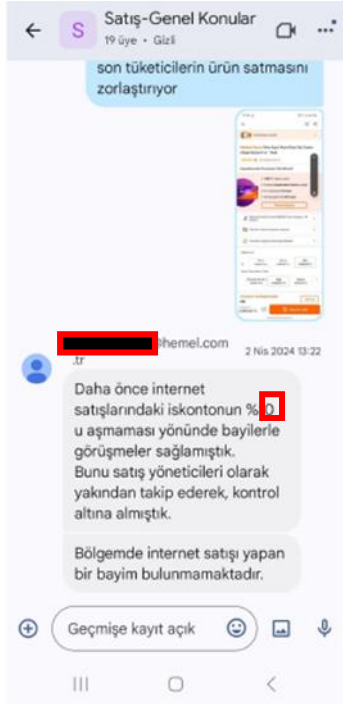 Satış-Genel Konular
S
19 üye • Gizli
son tüketicilerin ürün satmasını
zorlaştırıyor
@hemel.com
.tr
2 Nis 2024 13:22
Daha önce internet
satışlarındaki iskontonun % 0
u aşmaması yönünde bayilerle
görüşmeler sağlamıştık.
Bunu satış yöneticileri olarak
yakından takip ederek, kontrol
altına almıştık.
Bölgemde internet satışı yapan
bir bayim bulunmamaktadır.
Geçmişe kayıt açık